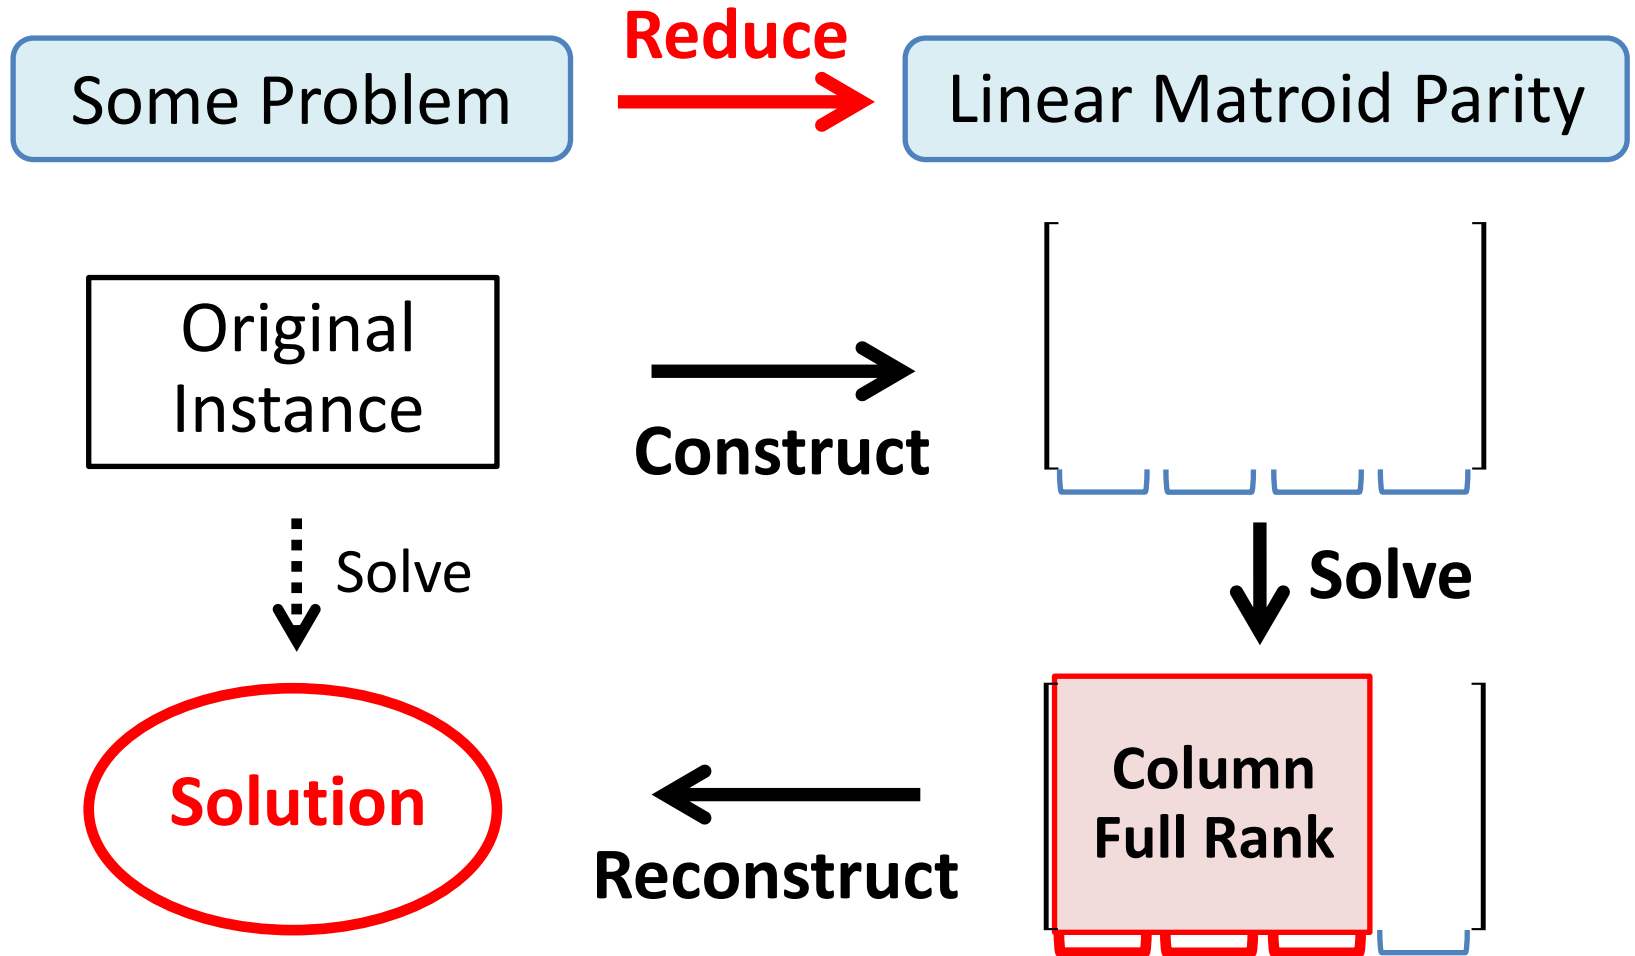 Reduce
Some Problem
Linear Matroid Parity
Original
Instance
Construct
Solve
Solve
Solution
Column
Full Rank
Reconstruct